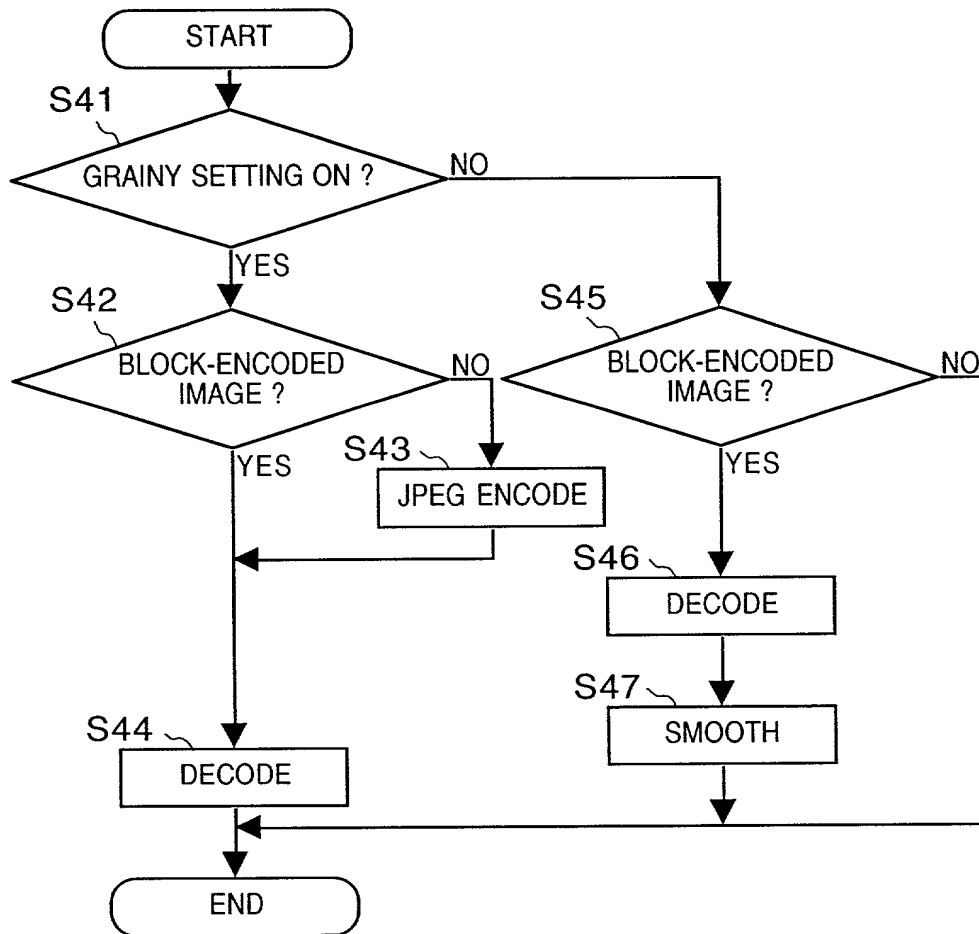 START
S41
GRAINY SETTING ON ?
NO
YES
S42
BLOCK-ENCODED
IMAGE ?
NO
YES
S43
JPEG ENCODE
S44
DECODE
S45
BLOCK-ENCODED
IMAGE ?
NO
YES
S46
DECODE
S47
SMOOTH
END